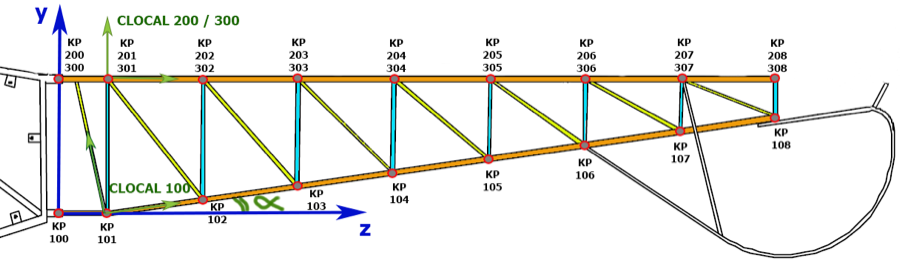 y
CLOCAL 200 / 300
KP
200
300
KP
201
301
KP
202
302
KP
203
303
KP
204
304
KP
205
305
KP
206
306
KP
207
307
KP
208
308
KP
108
KP
107
KP
106
KP
105
KP
104
KP
103
CLOCAL 100
KP
102
α
z
KP
100
KP
101